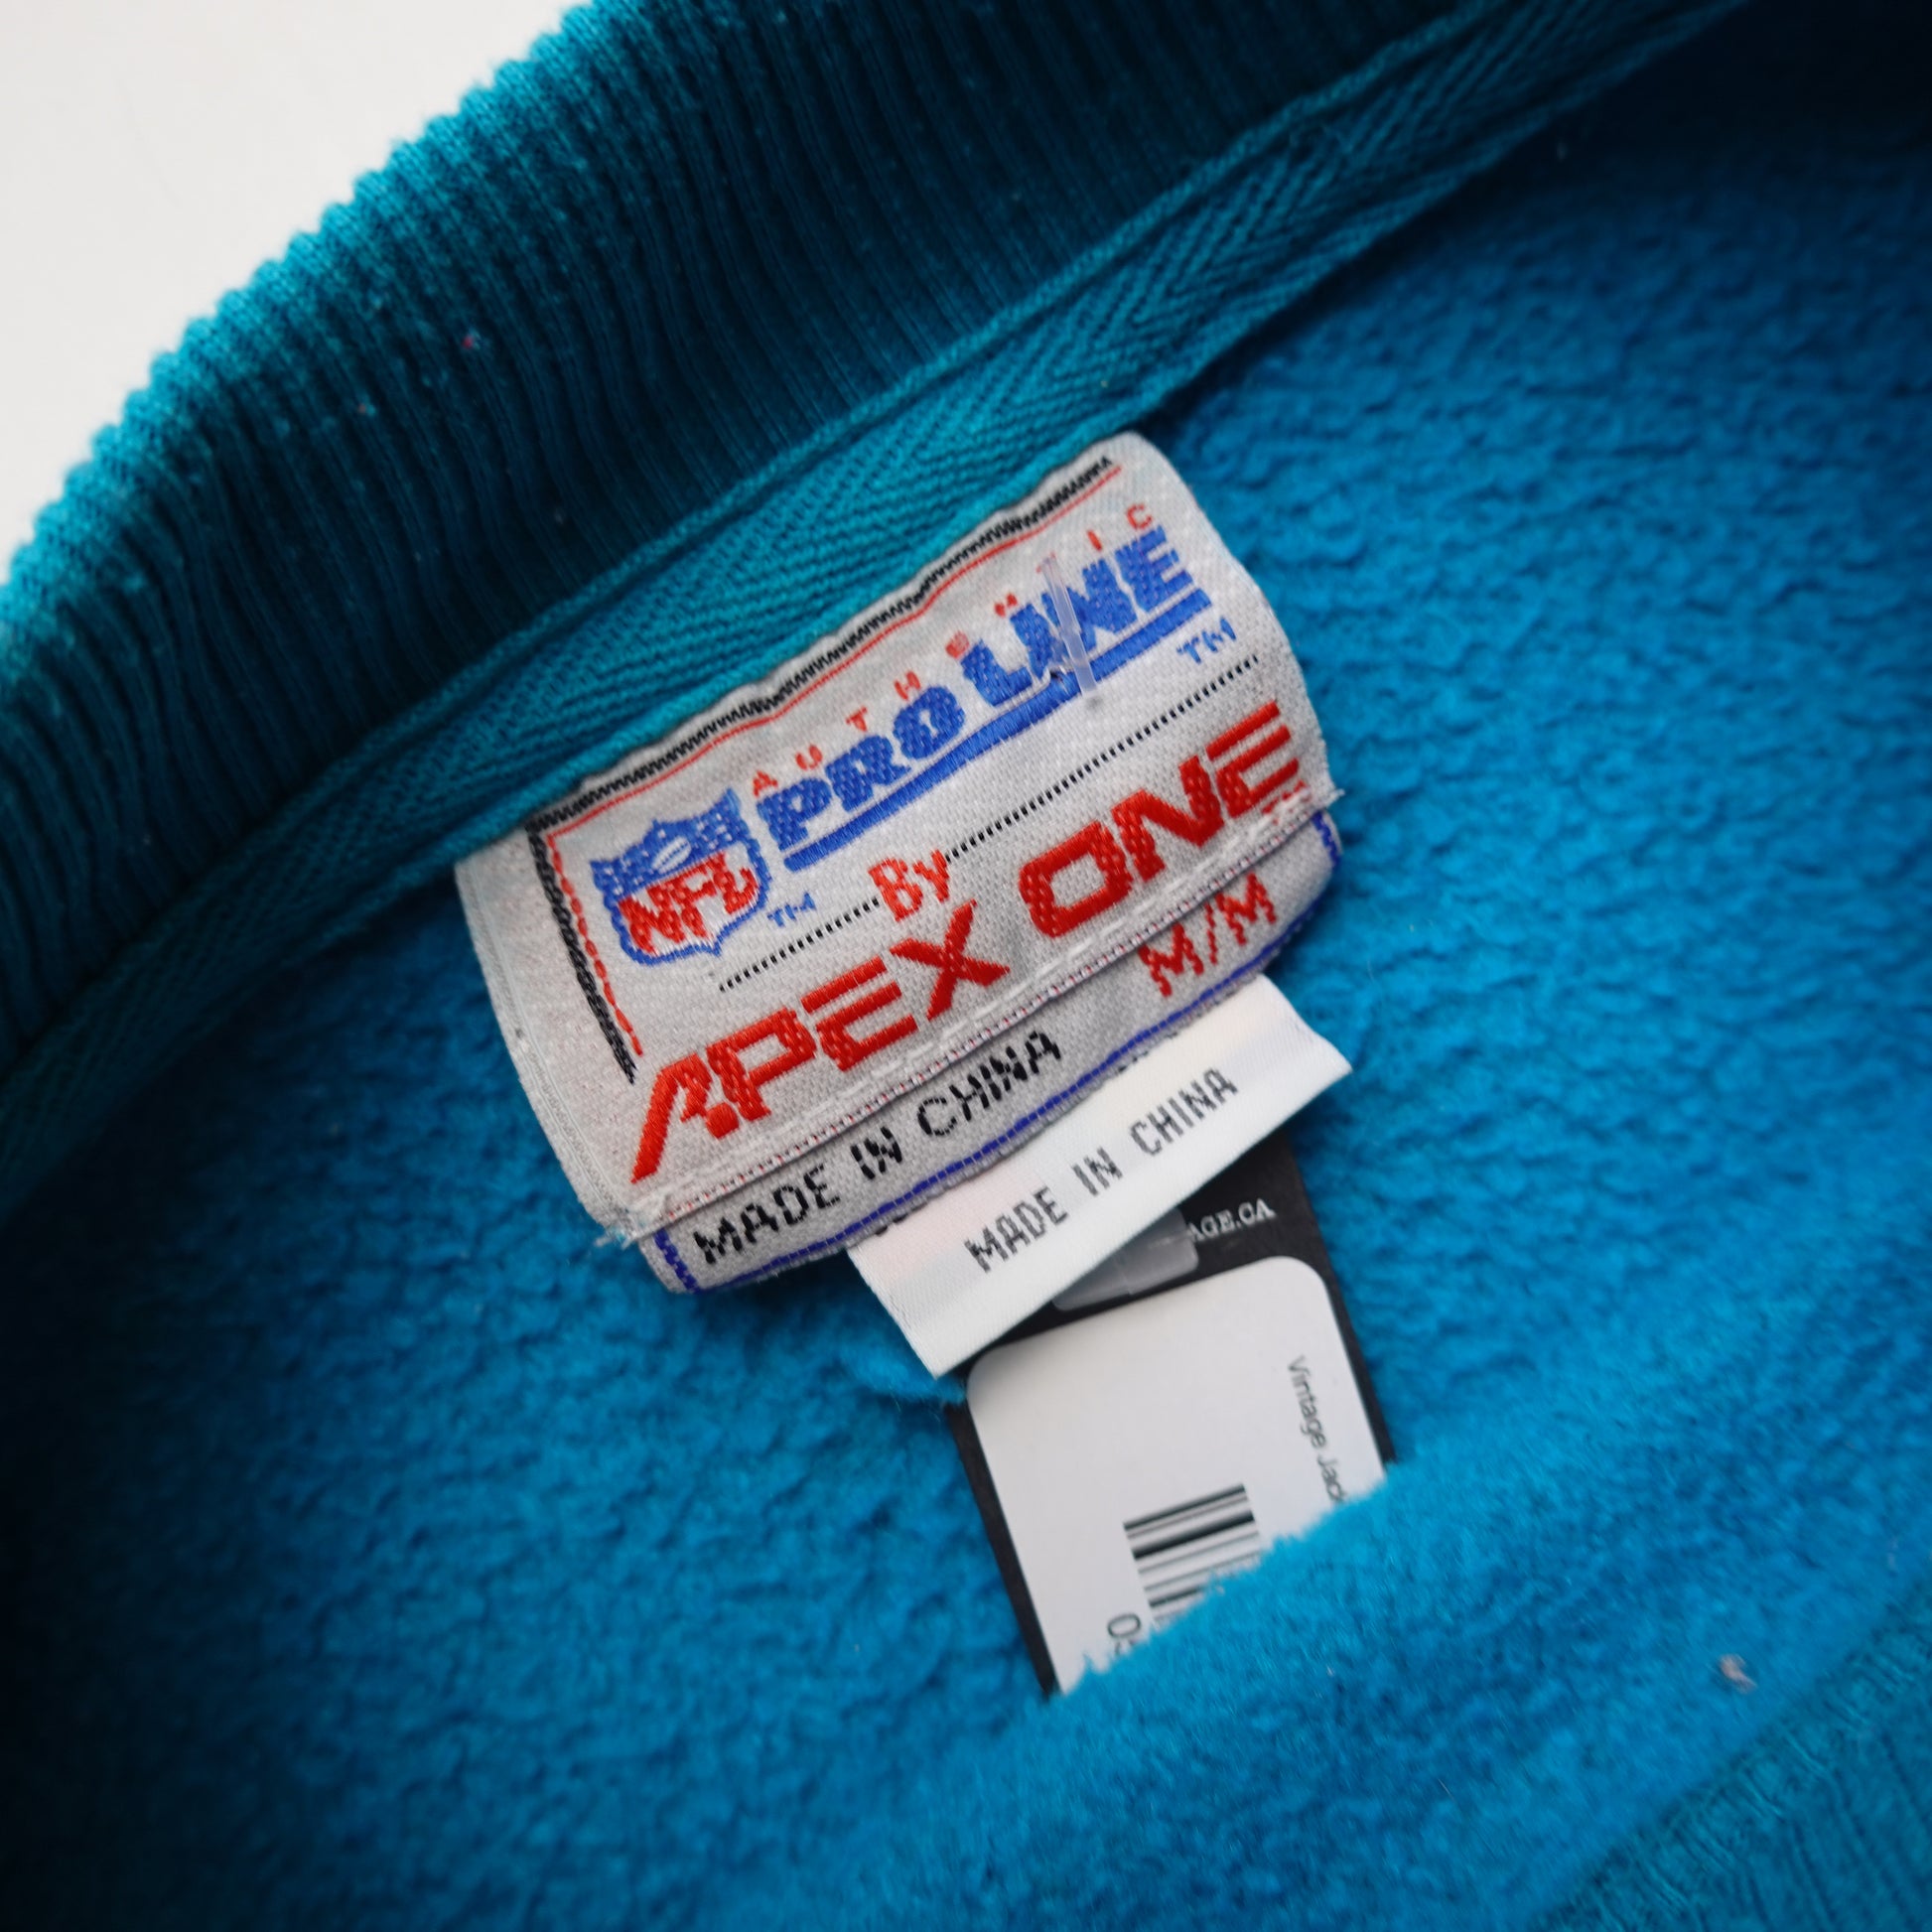 AUTHENTIC
PRO LINE TM
NFL TM
By
APEX ONE
M/M
MADE IN CHINA
MADE IN CHINA
AGE.CA
Vintage Jack
0